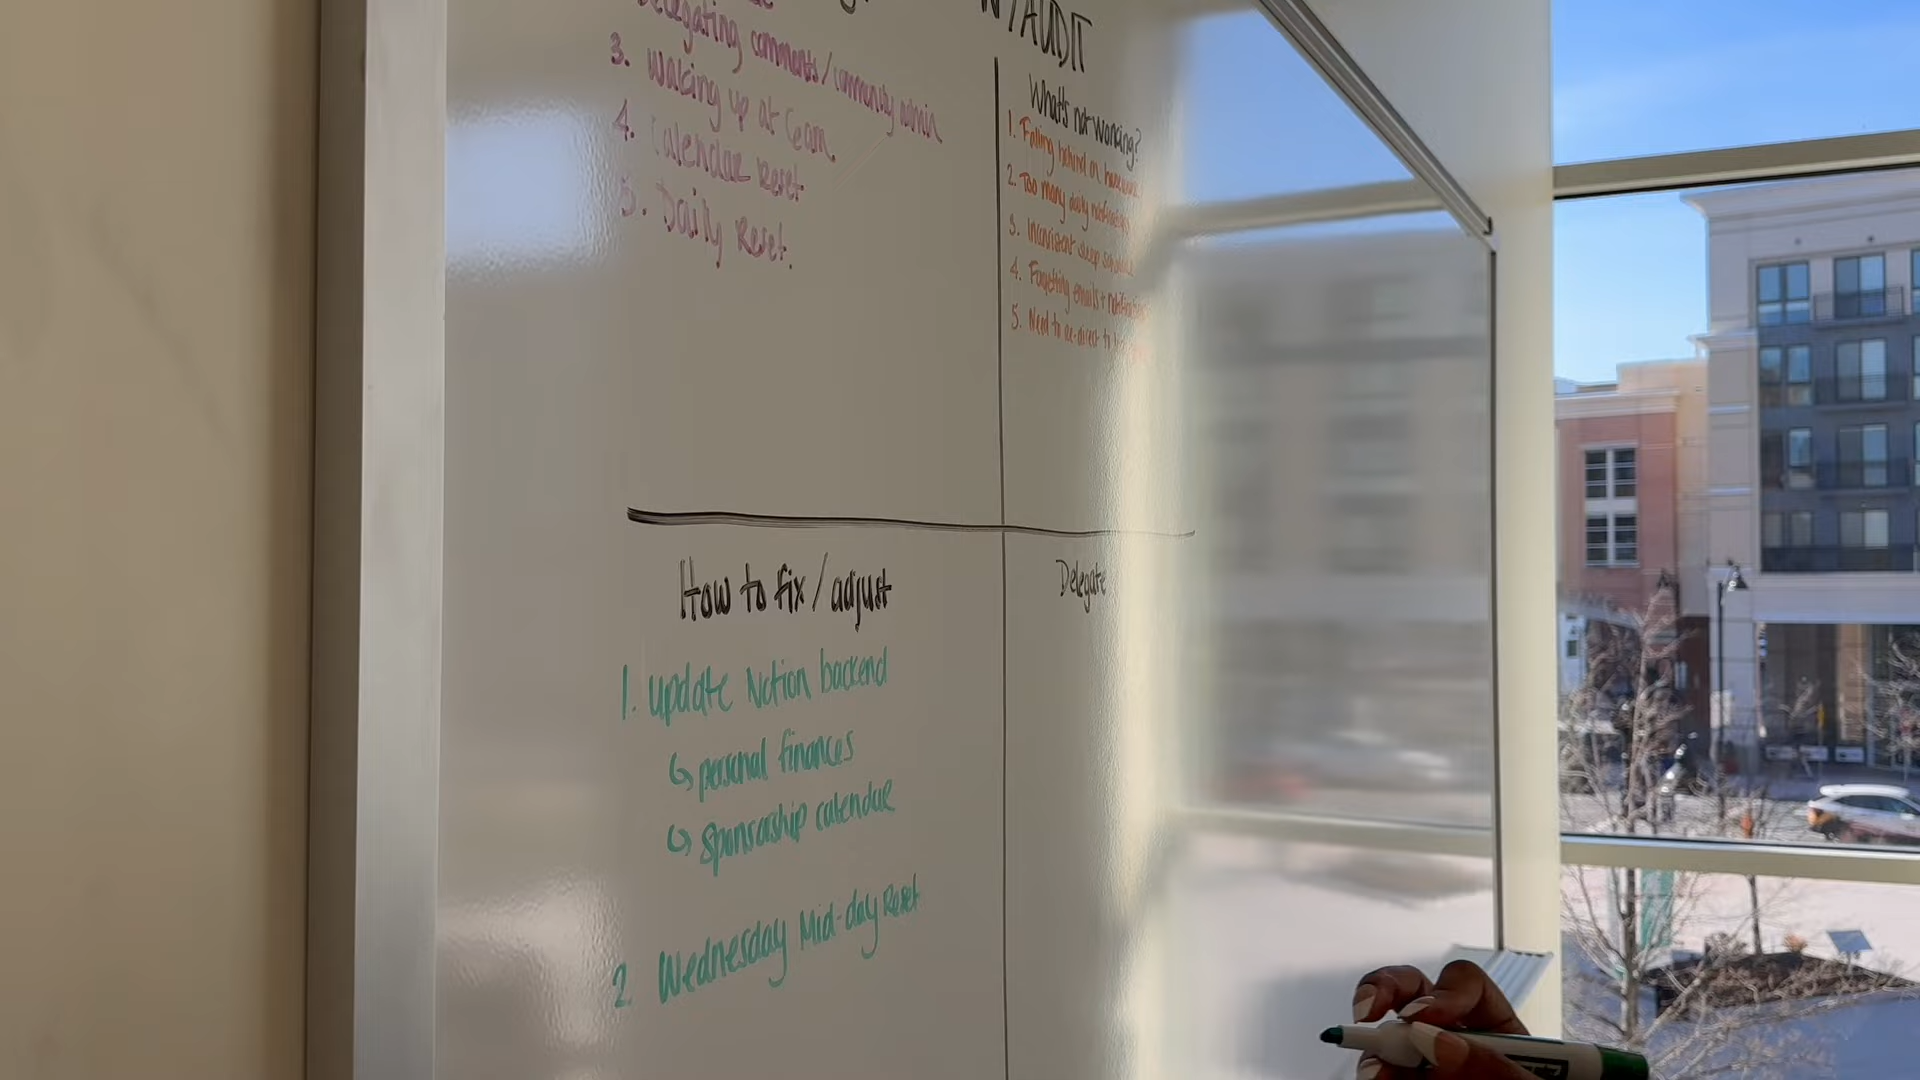 /AUDIT
Delegating comments / community admin
3. Waking up at 6am.
4. Calendar Reset
5. Daily Reset.
What's not working?
1. Falling behind on
2. Too many daily notifications
3. Inconsistent sleep schedule
4. Forgetting emails + notifications
5. Need to re-direct to
How to fix / adjust
Delegate
1. Update Notion backend
↳ personal finances
↳ sponsorship calendar
2. Wednesday Mid-day Reset